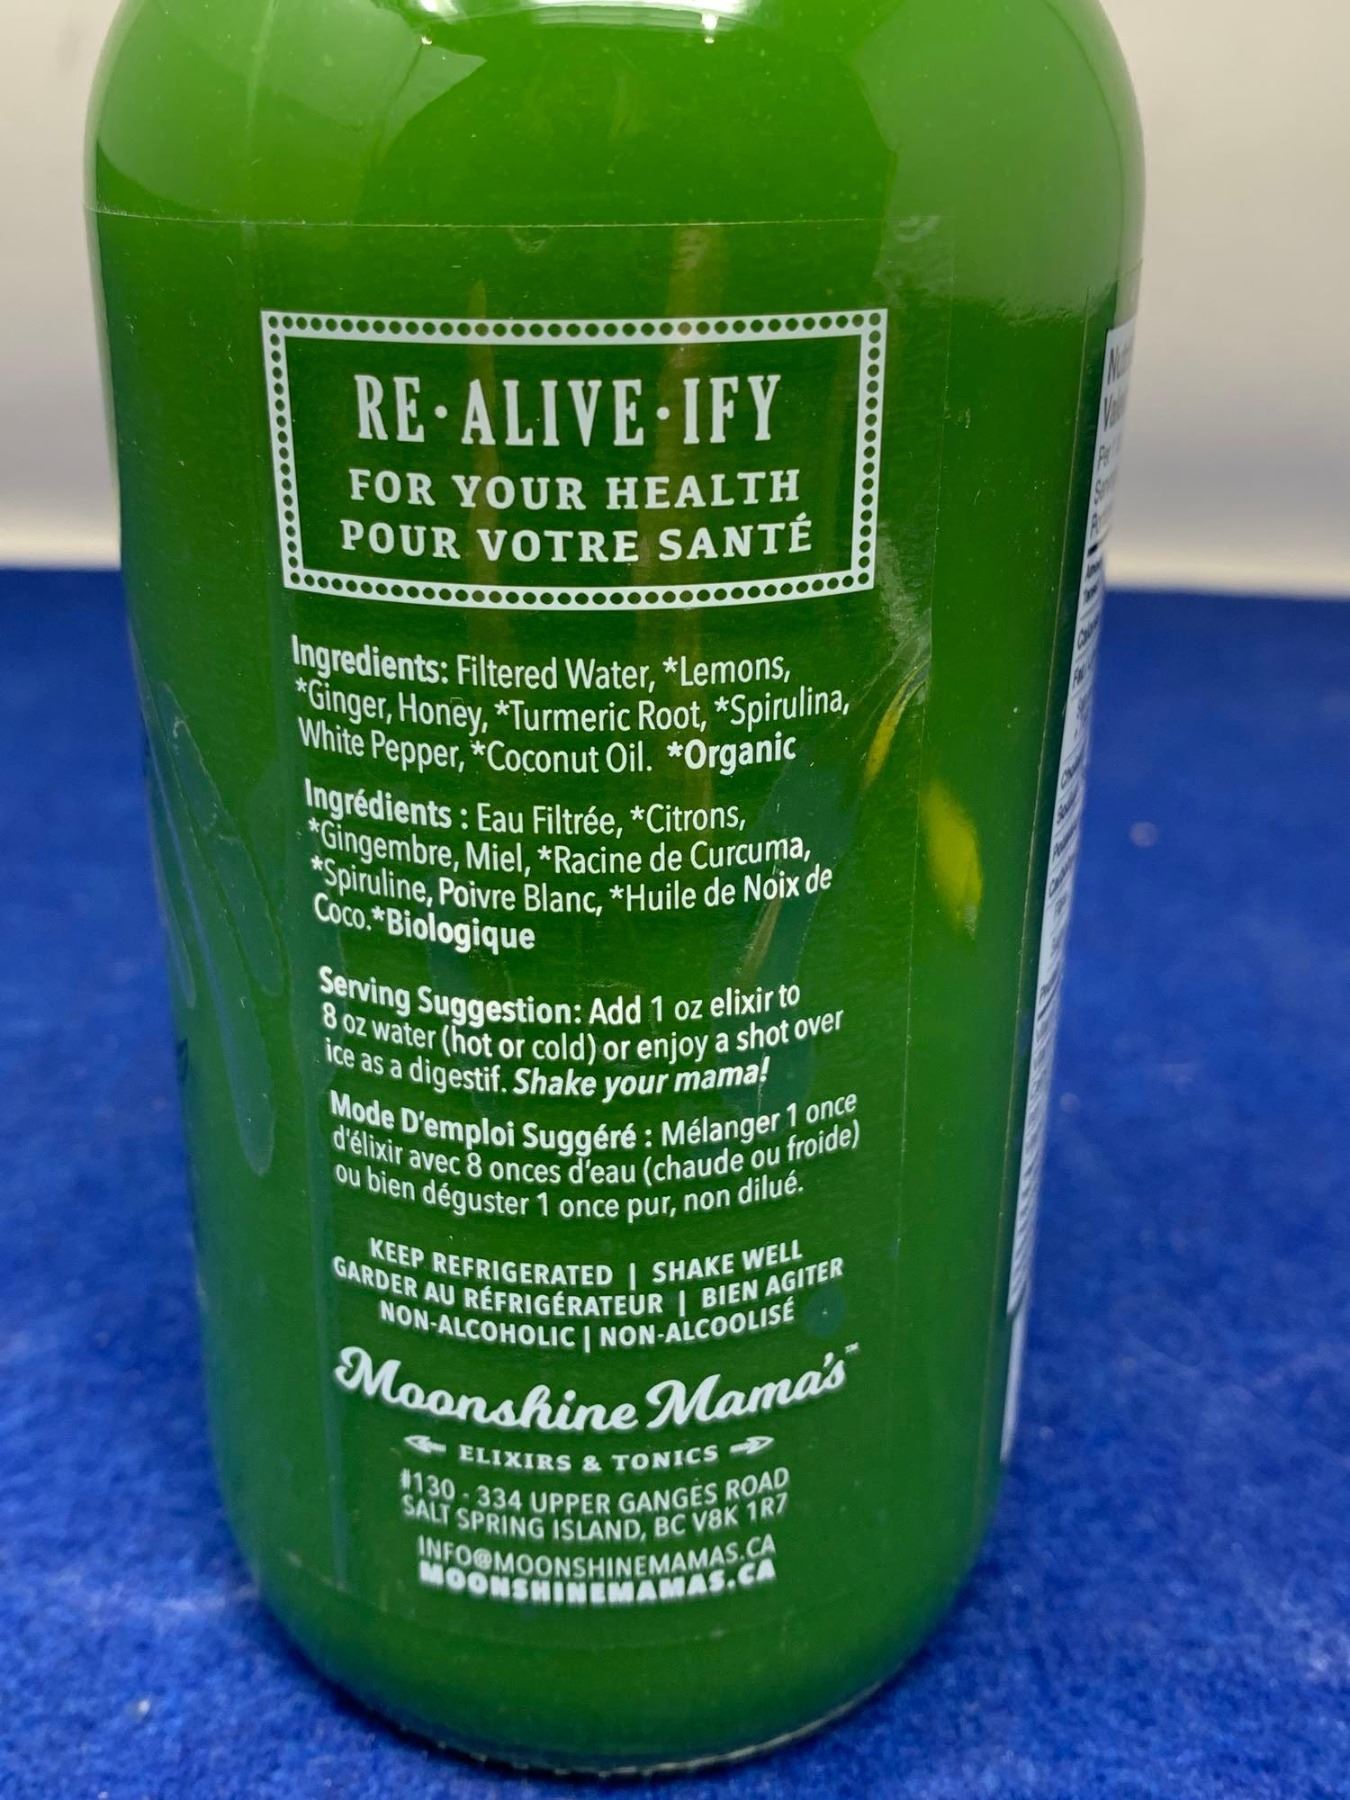 RE·ALIVE·IFY
FOR YOUR HEALTH
POUR VOTRE SANTÉ
Ingredients: Filtered Water, *Lemons,
*Ginger, Honey, *Turmeric Root, *Spirulina,
White Pepper, *Coconut Oil. *Organic
Ingrédients : Eau Filtrée, *Citrons,
*Gingembre, Miel, *Racine de Curcuma,
*Spiruline, Poivre Blanc, *Huile de Noix de
Coco.*Biologique
Serving Suggestion: Add 1 oz elixir to
8 oz water (hot or cold) or enjoy a shot over
ice as a digestif. Shake your mama!
Mode D'emploi Suggéré : Mélanger 1 once
d'élixir avec 8 onces d'eau (chaude ou froide)
ou bien déguster 1 once pur, non dilué.
KEEP REFRIGERATED | SHAKE WELL
GARDER AU RÉFRIGÉRATEUR | BIEN AGITER
NON-ALCOHOLIC | NON-ALCOOLISÉ
Moonshine Mama's™
ELIXIRS & TONICS
#130 - 334 UPPER GANGES ROAD
SALT SPRING ISLAND, BC V8K 1R7
INFO@MOONSHINEMAMAS.CA
MOONSHINEMAMAS.CA